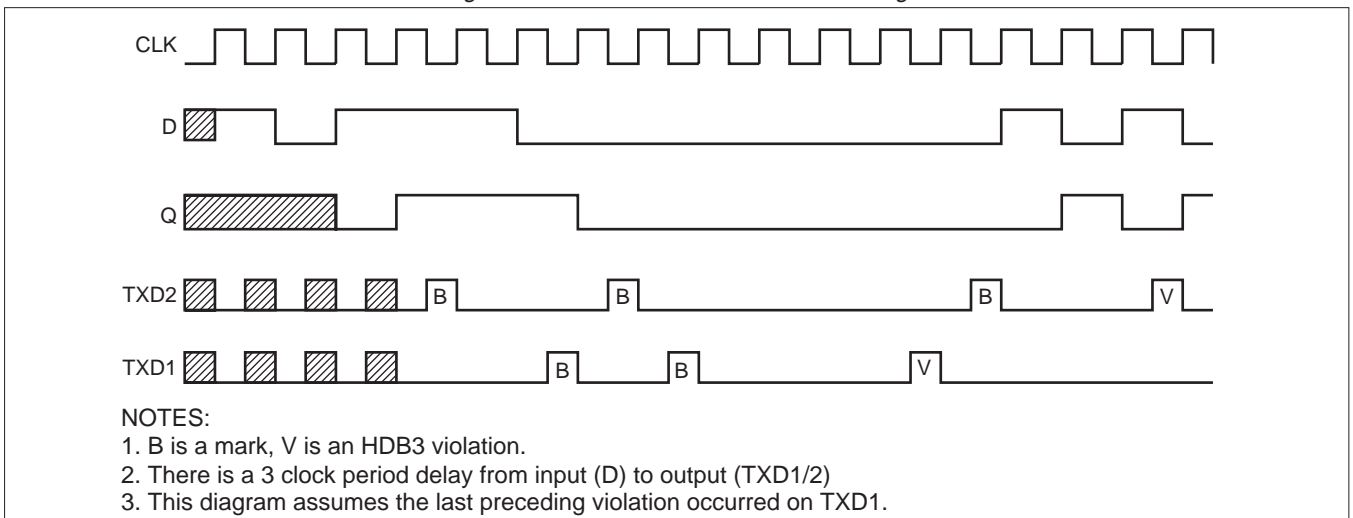 CLK
D
Q
TXD2 B B B V
TXD1 B B V
NOTES:
1. B is a mark, V is an HDB3 violation.
2. There is a 3 clock period delay from input (D) to output (TXD1/2)
3. This diagram assumes the last preceding violation occurred on TXD1.